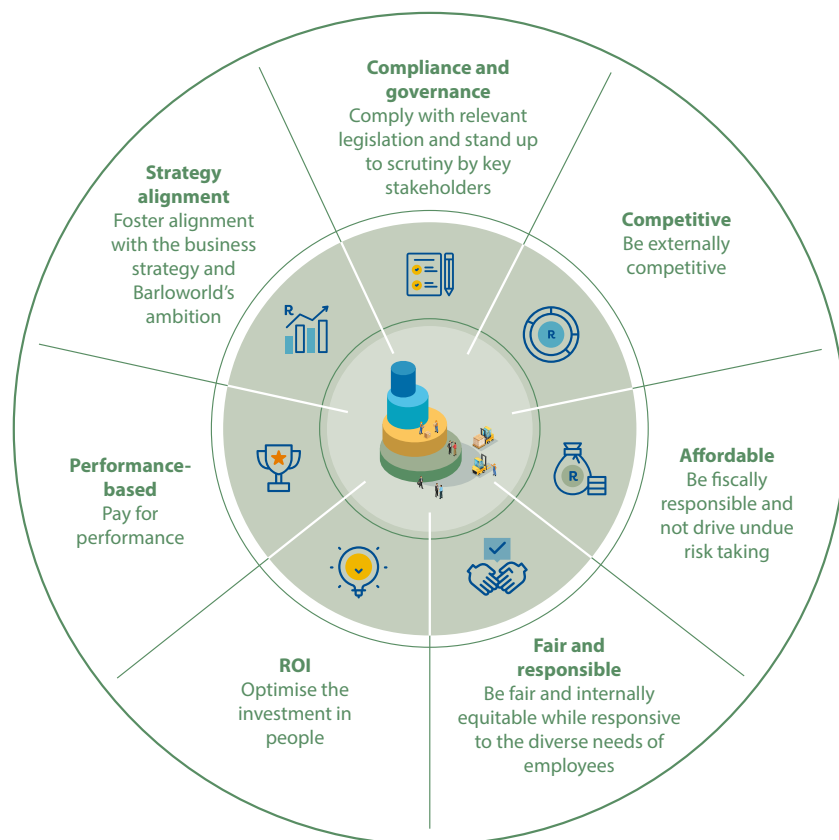 Compliance and
governance
Comply with relevant
legislation and stand up
to scrutiny by key
stakeholders
Competitive
Be externally
competitive
Affordable
Be fiscally
responsible and
not drive undue
risk taking
Fair and
responsible
Be fair and internally
equitable while responsive
to the diverse needs of
employees
ROI
Optimise the
investment in
people
Performance-
based
Pay for
performance
Strategy
alignment
Foster alignment
with the business
strategy and
Barloworld’s
ambition
R
R
R